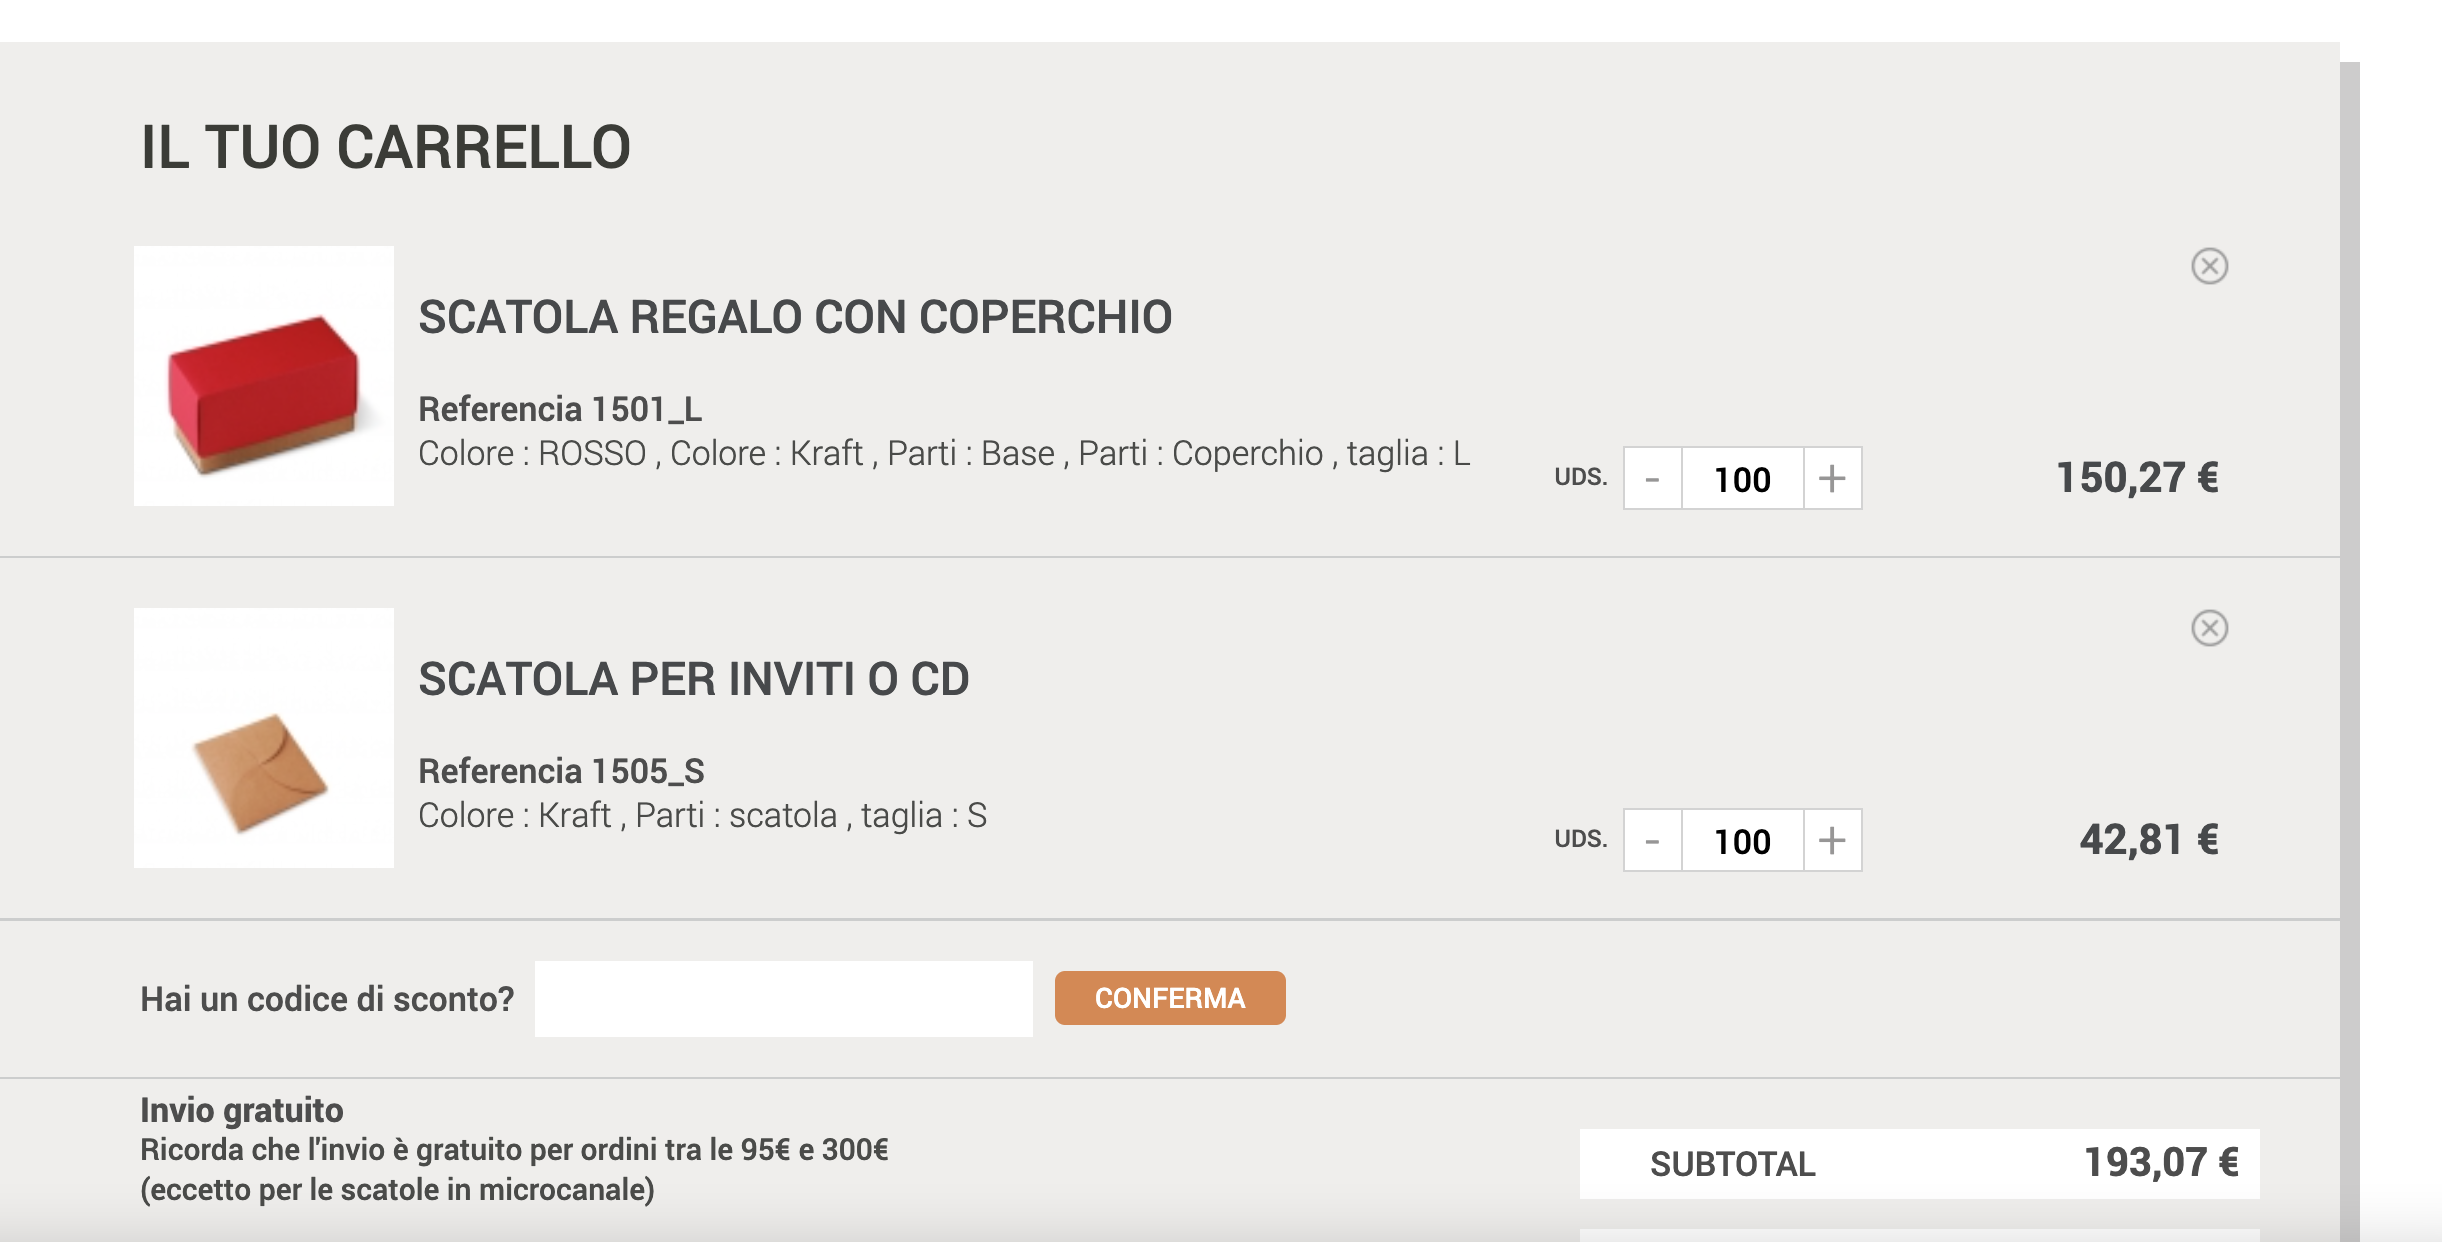 IL TUO CARRELLO
SCATOLA REGALO CON COPERCHIO
Referencia 1501_L
Colore : ROSSO , Colore : Kraft , Parti : Base , Parti : Coperchio , taglia : L
UDS. - 100 + 150,27 €
SCATOLA PER INVITI O CD
Referencia 1505_S
Colore : Kraft , Parti : scatola , taglia : S
UDS. - 100 + 42,81 €
Hai un codice di sconto? CONFERMA
Invio gratuito
Ricorda che l'invio è gratuito per ordini tra le 95€ e 300€
(eccetto per le scatole in microcanale)
SUBTOTAL 193,07 €